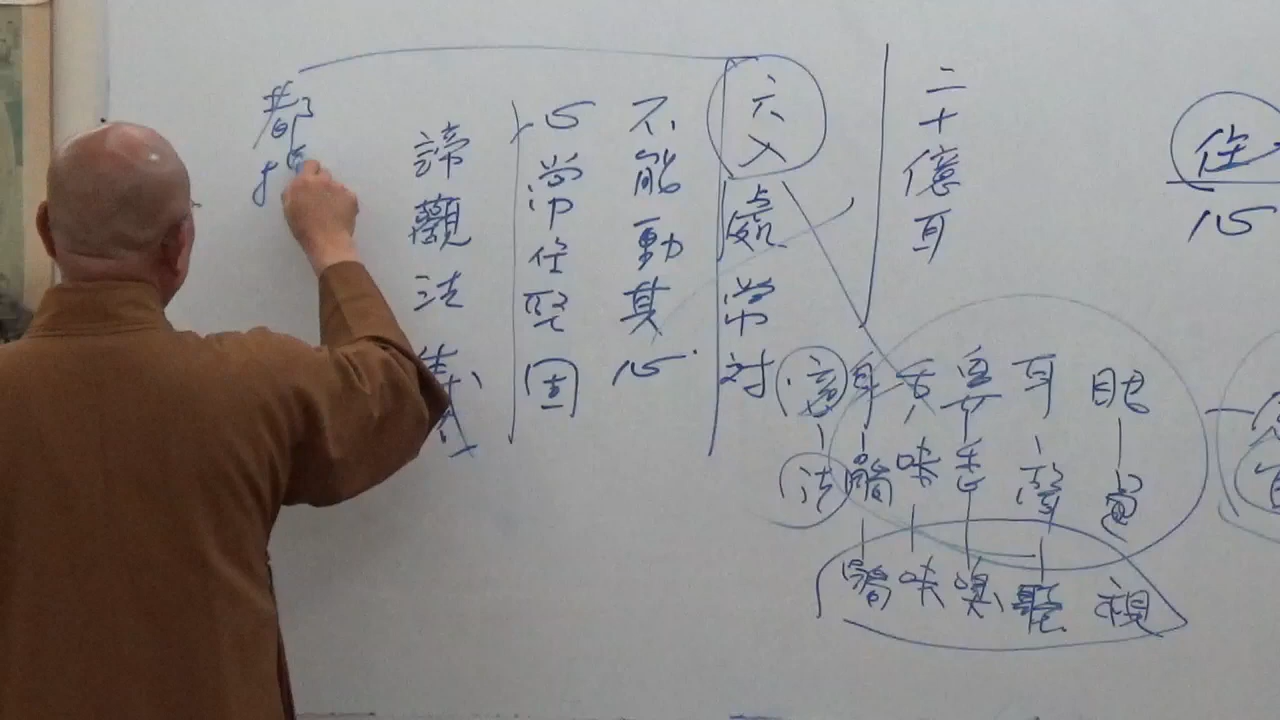 住
心
二十億耳
眼 耳 鼻 舌 身 意
色 聲 香 味 觸 法
視 聽 嗅 味 觸
六入處常對
不能動其心
心常住堅固
諦觀法
都